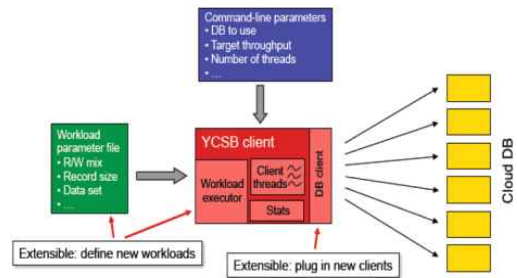 Command-line parameters
• DB to use
• Target throughput
• Number of threads
• ...
Workload
parameter file
• R/W mix
• Record size
• Data set
• ....
YCSB client
Workload
executor
Client
threads
Stats
DB client
Cloud DB
Extensible: define new workloads
Extensible: plug in new clients